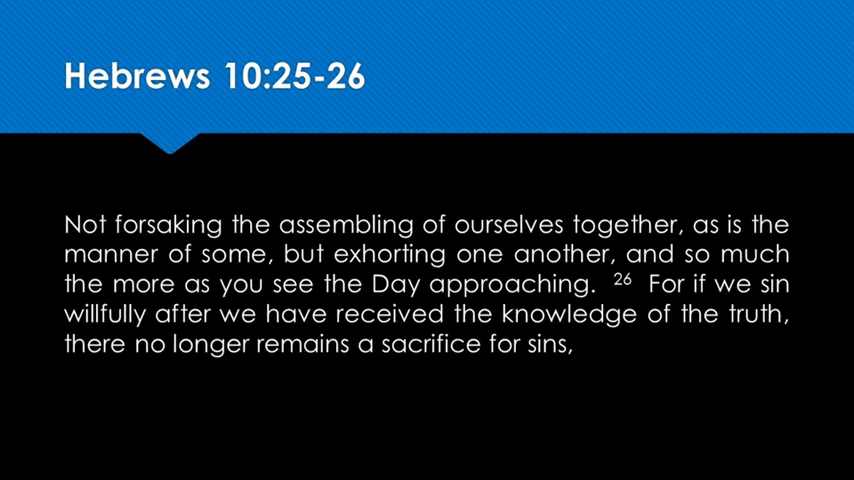 Hebrews 10:25-26
Not forsaking the assembling of ourselves together, as is the
manner of some, but exhorting one another, and so much
the more as you see the Day approaching. 26 For if we sin
willfully after we have received the knowledge of the truth,
there no longer remains a sacrifice for sins,